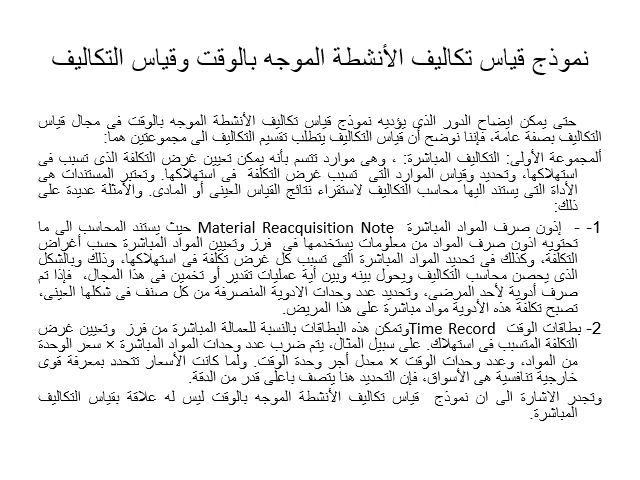 نموذج قياس تكاليف الأنشطة الموجه بالوقت وقياس التكاليف
حتى يمكن ايضاح الدور الذى يؤديه نموذج قياس تكاليف الأنشطة الموجه بالوقت فى مجال قياس
التكاليف بصفة عامة، فإننا نوضح أن قياس التكاليف يتطلب تقسيم التكاليف الى مجموعتين هما:
ألمجموعة الأولى: التكاليف المباشرة: ، وهى موارد تتسم بأنه يمكن تعيين غرض التكلفة الذى تسبب فى
استهلاكها، وتحديد وقياس الموارد التى تسبب غرض التكلفة فى استهلاكها. وتعتبر المستندات هى
الأداة التى يستند اليها محاسب التكاليف لاستقراء نتائج القياس العينى أو المادى. والأمثلة عديدة على
ذلك:
1- - إذون صرف المواد المباشرة Material Reacquisition Note حيث يستند المحاسب الى ما
تحتويه اذون صرف المواد من معلومات يستخدمها فى فرز وتعيين المواد المباشرة حسب أغراض
التكلفة، وكذلك فى تحديد المواد المباشرة التى تسبب كل غرض تكلفة فى استهلاكها، وذلك وبالشكل
الذى يحصن محاسب التكاليف ويحول بينه وبين أية عمليات تقدير أو تخمين فى هذا المجال، فإذا تم
صرف أدوية لأحد المرضى، وتحديد عدد وحدات الادوية المنصرفة من كل صنف فى شكلها العينى،
تصبح تكلفة هذه الأدوية مواد مباشرة على هذا المريض.
2- بطاقات الوقت Time Recordوتمكن هذه البطاقات بالنسبة للعمالة المباشرة من فرز وتعيين غرض
التكلفة المتسبب فى استهلاك. على سبيل المثال، يتم ضرب عدد وحدات المواد المباشرة × سعر الوحدة
من المواد، وعدد وحدات الوقت × معدل أجر وحدة الوقت. ولما كانت الأسعار تتحدد بمعرفة قوى
خارجية تنافسية هى الأسواق، فإن التحديد هنا يتصف باعلى قدر من الدقة.
وتجدر الاشارة الى ان نموذج قياس تكاليف الأنشطة الموجه بالوقت ليس له علاقة بقياس التكاليف
المباشرة.